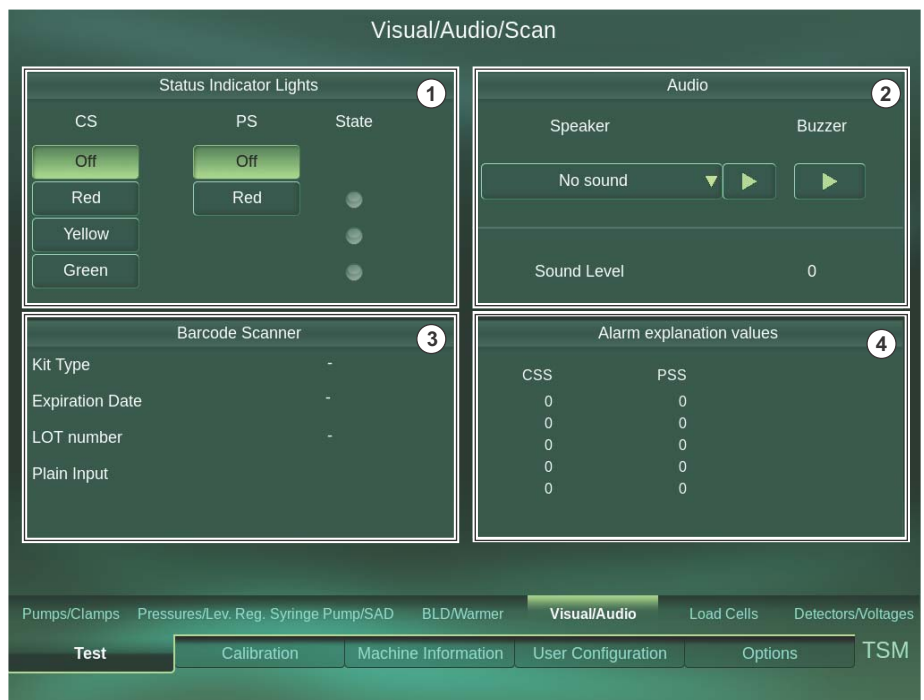 Visual/Audio/Scan
Status Indicator Lights
1
CS PS State
Off Off
Red Red
Yellow
Green
Audio
2
Speaker Buzzer
No sound
Sound Level 0
Barcode Scanner
3
Kit Type -
Expiration Date -
LOT number -
Plain Input
Alarm explanation values
4
CSS PSS
0 0
0 0
0 0
0 0
0 0
Pumps/Clamps Pressures/Lev. Reg. Syringe Pump/SAD BLD/Warmer Visual/Audio Load Cells Detectors/Voltages
Test Calibration Machine Information User Configuration Options TSM